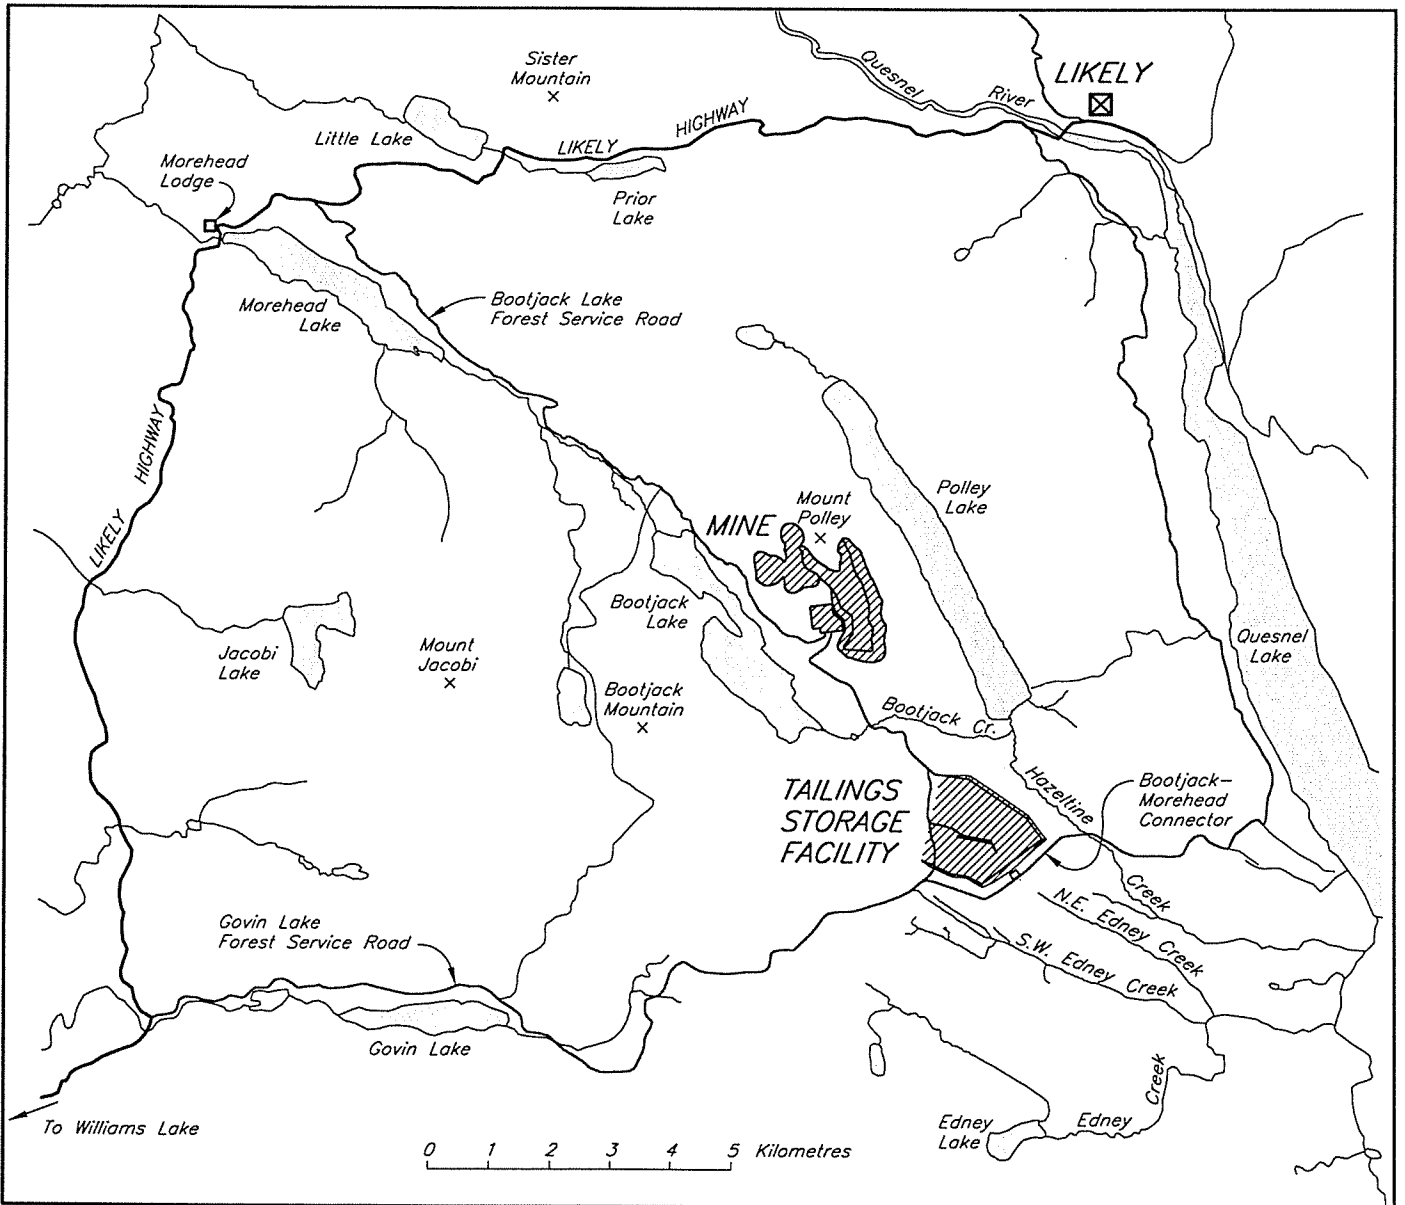 Sister
Mountain
Quesnel
River
LIKELY
Little Lake
LIKELY
HIGHWAY
Morehead
Lodge
Prior
Lake
Morehead
Lake
Bootjack Lake
Forest Service Road
LIKELY
HIGHWAY
Polley
Lake
Mount
Polley
MINE
Bootjack
Lake
Quesnel
Lake
Jacobi
Lake
Mount
Jacobi
Bootjack
Mountain
Bootjack Cr.
Hazeltine
Creek
Bootjack–
Morehead
Connector
TAILINGS
STORAGE
FACILITY
N.E. Edney Creek
S.W. Edney Creek
Govin Lake
Forest Service Road
Govin Lake
Edney
Lake
Edney
Creek
To Williams Lake
0 1 2 3 4 5 Kilometres